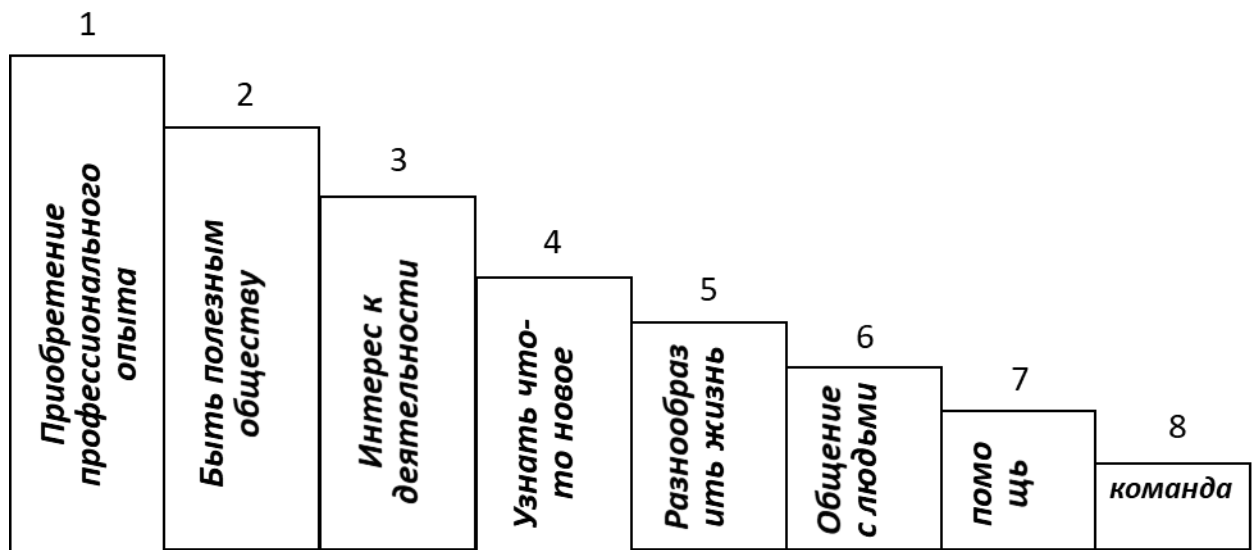 1
Приобретение
профессионального
опыта
2
Быть полезным
обществу
3
Интерес к
деятельности
4
Узнать что-
то новое
5
Разнообраз
ить жизнь
6
Общение
с людьми
7
помо
щь
8
команда